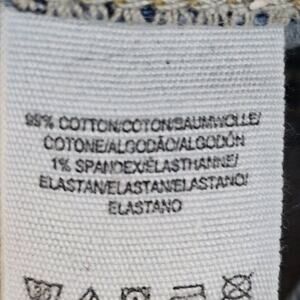 99% COTTON/COTON/BAUMWOLLE/
COTONE/ALGODÃO/ALGODÓN
1% SPANDEX/ÉLASTHANNE/
ELASTAN/ELASTAN/ELASTANO/
ELASTANO